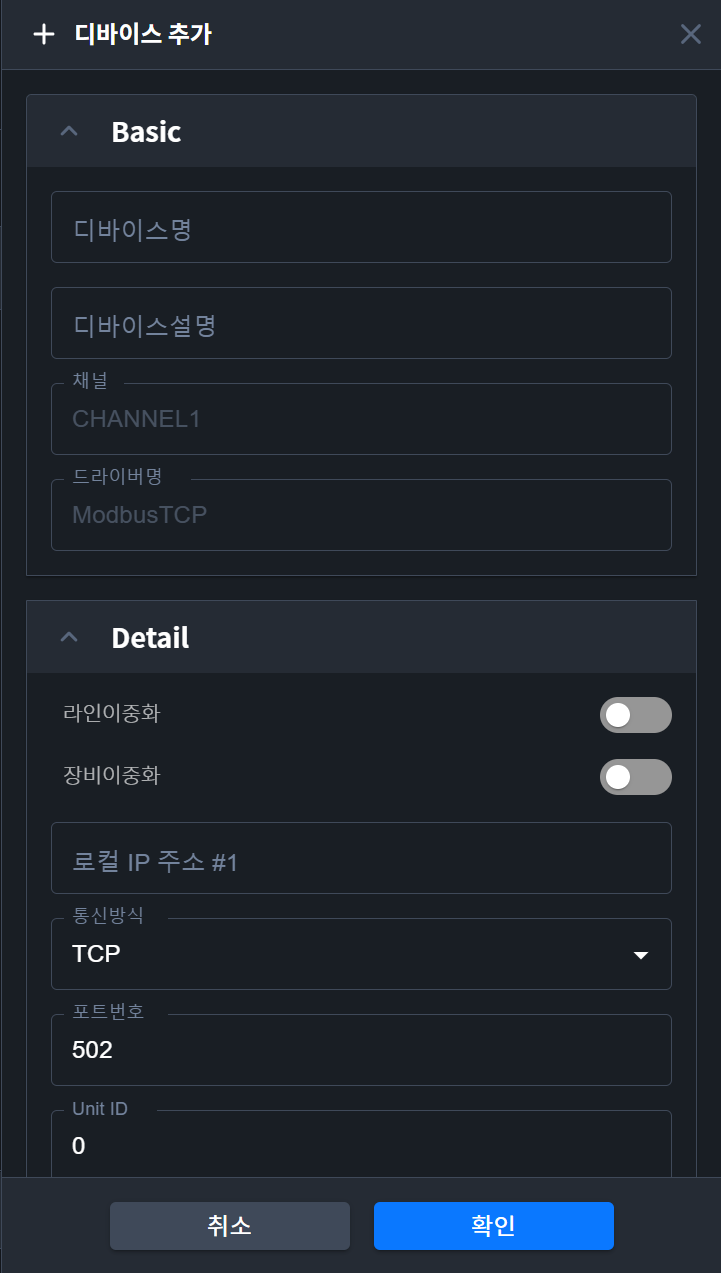 디바이스 추가
Basic
디바이스명
디바이스설명
채널
CHANNEL1
드라이버명
ModbusTCP
Detail
라인이중화
장비이중화
로컬 IP 주소 #1
통신방식
TCP
포트번호
502
Unit ID
0
취소
확인